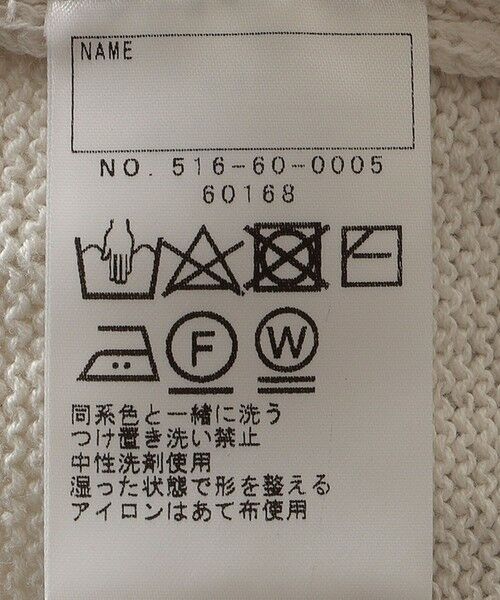 NAME
NO. 516-60-0005
60168
F
W
同系色と一緒に洗う
つけ置き洗い禁止
中性洗剤使用
湿った状態で形を整える
アイロンはあて布使用